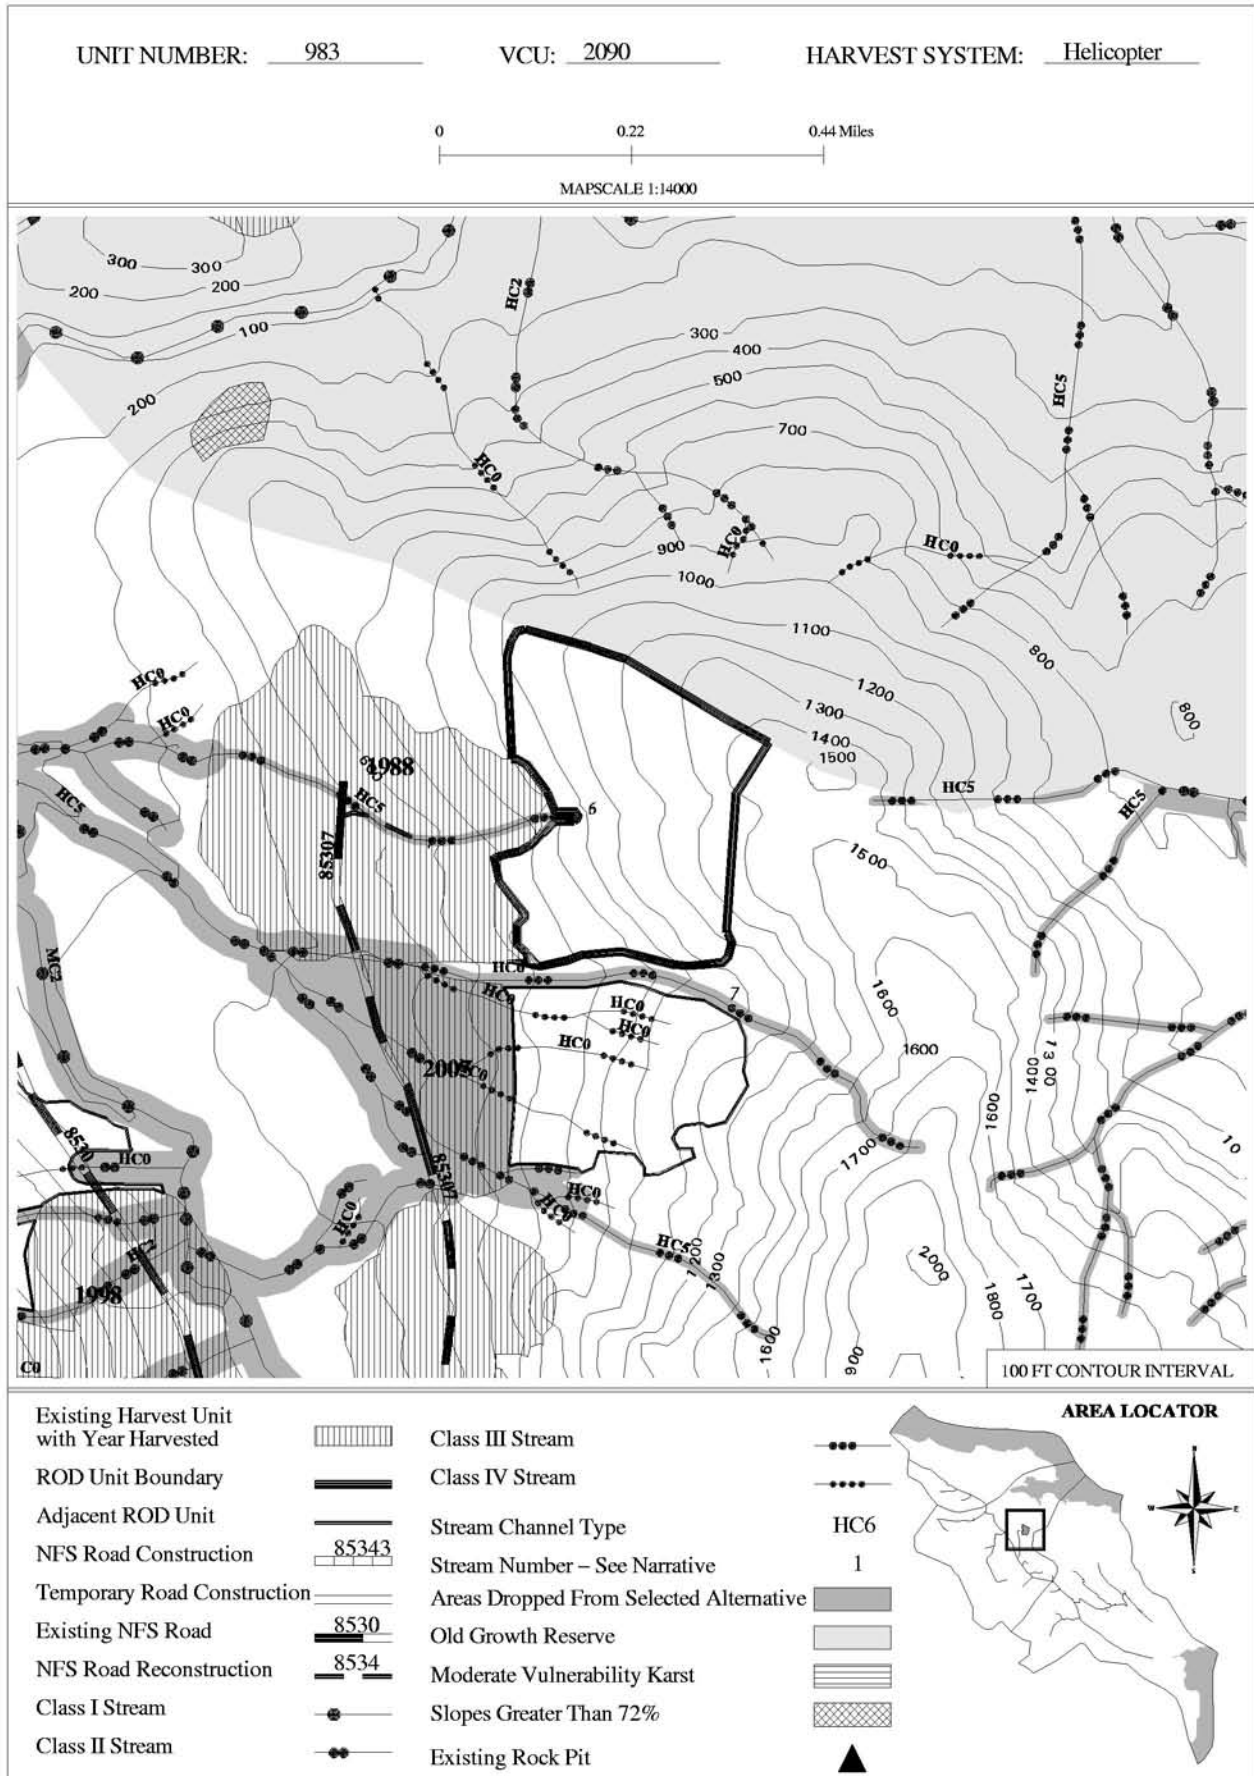 UNIT NUMBER: 983 VCU: 2090 HARVEST SYSTEM: Helicopter
0 0.22 0.44 Miles
MAPSCALE 1:14000
300 300
200 200
100
HC2
300
400
500
HC5
200
700
HC0
HC0
900
HC0
1000
1100
800
1200
HC0
1300
800
HC0
1400
1500
1988
HC5
HC5
HC5
6
HC5
85307
1500
MC2
HC0
HC0
7
1600
HC0
HC0
HC0
1600
1300
1400
HC0
1600
8530
HC0
85307
1700
10
HC0
HC0
HC0
HC5
1200
1300
2000
1998
1800
1700
1600
900
C0
100 FT CONTOUR INTERVAL
Existing Harvest Unit
with Year Harvested
ROD Unit Boundary
Adjacent ROD Unit
NFS Road Construction 85343
Temporary Road Construction
Existing NFS Road 8530
NFS Road Reconstruction 8534
Class I Stream
Class II Stream
Class III Stream
Class IV Stream
Stream Channel Type HC6
Stream Number – See Narrative 1
Areas Dropped From Selected Alternative
Old Growth Reserve
Moderate Vulnerability Karst
Slopes Greater Than 72%
Existing Rock Pit
AREA LOCATOR
N
W E
S